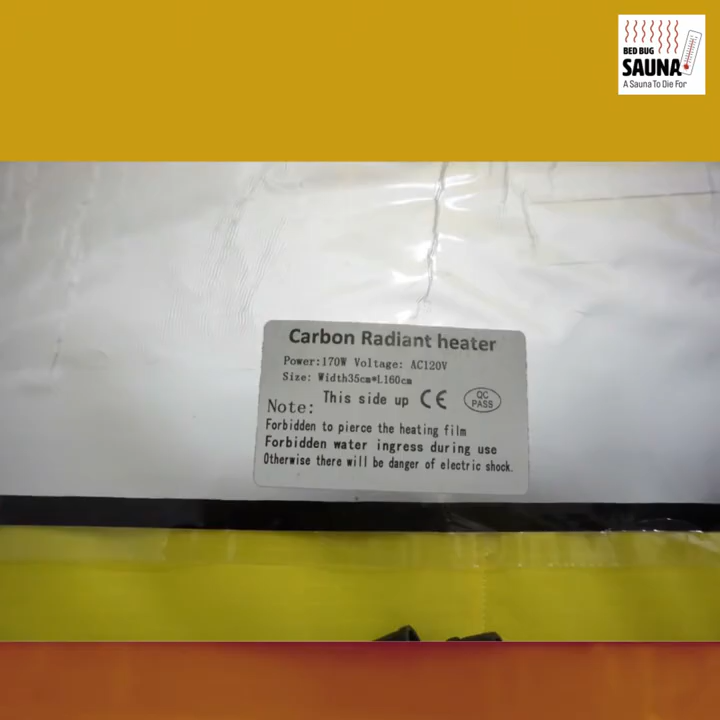 BED BUG
SAUNA
A Sauna To Die For
Carbon Radiant heater
Power:170W Voltage: AC120V
Size: Width35cm*L160cm
This side up CE QC PASS
Note:
Forbidden to pierce the heating film
Forbidden water ingress during use
Otherwise there will be danger of electric shock.